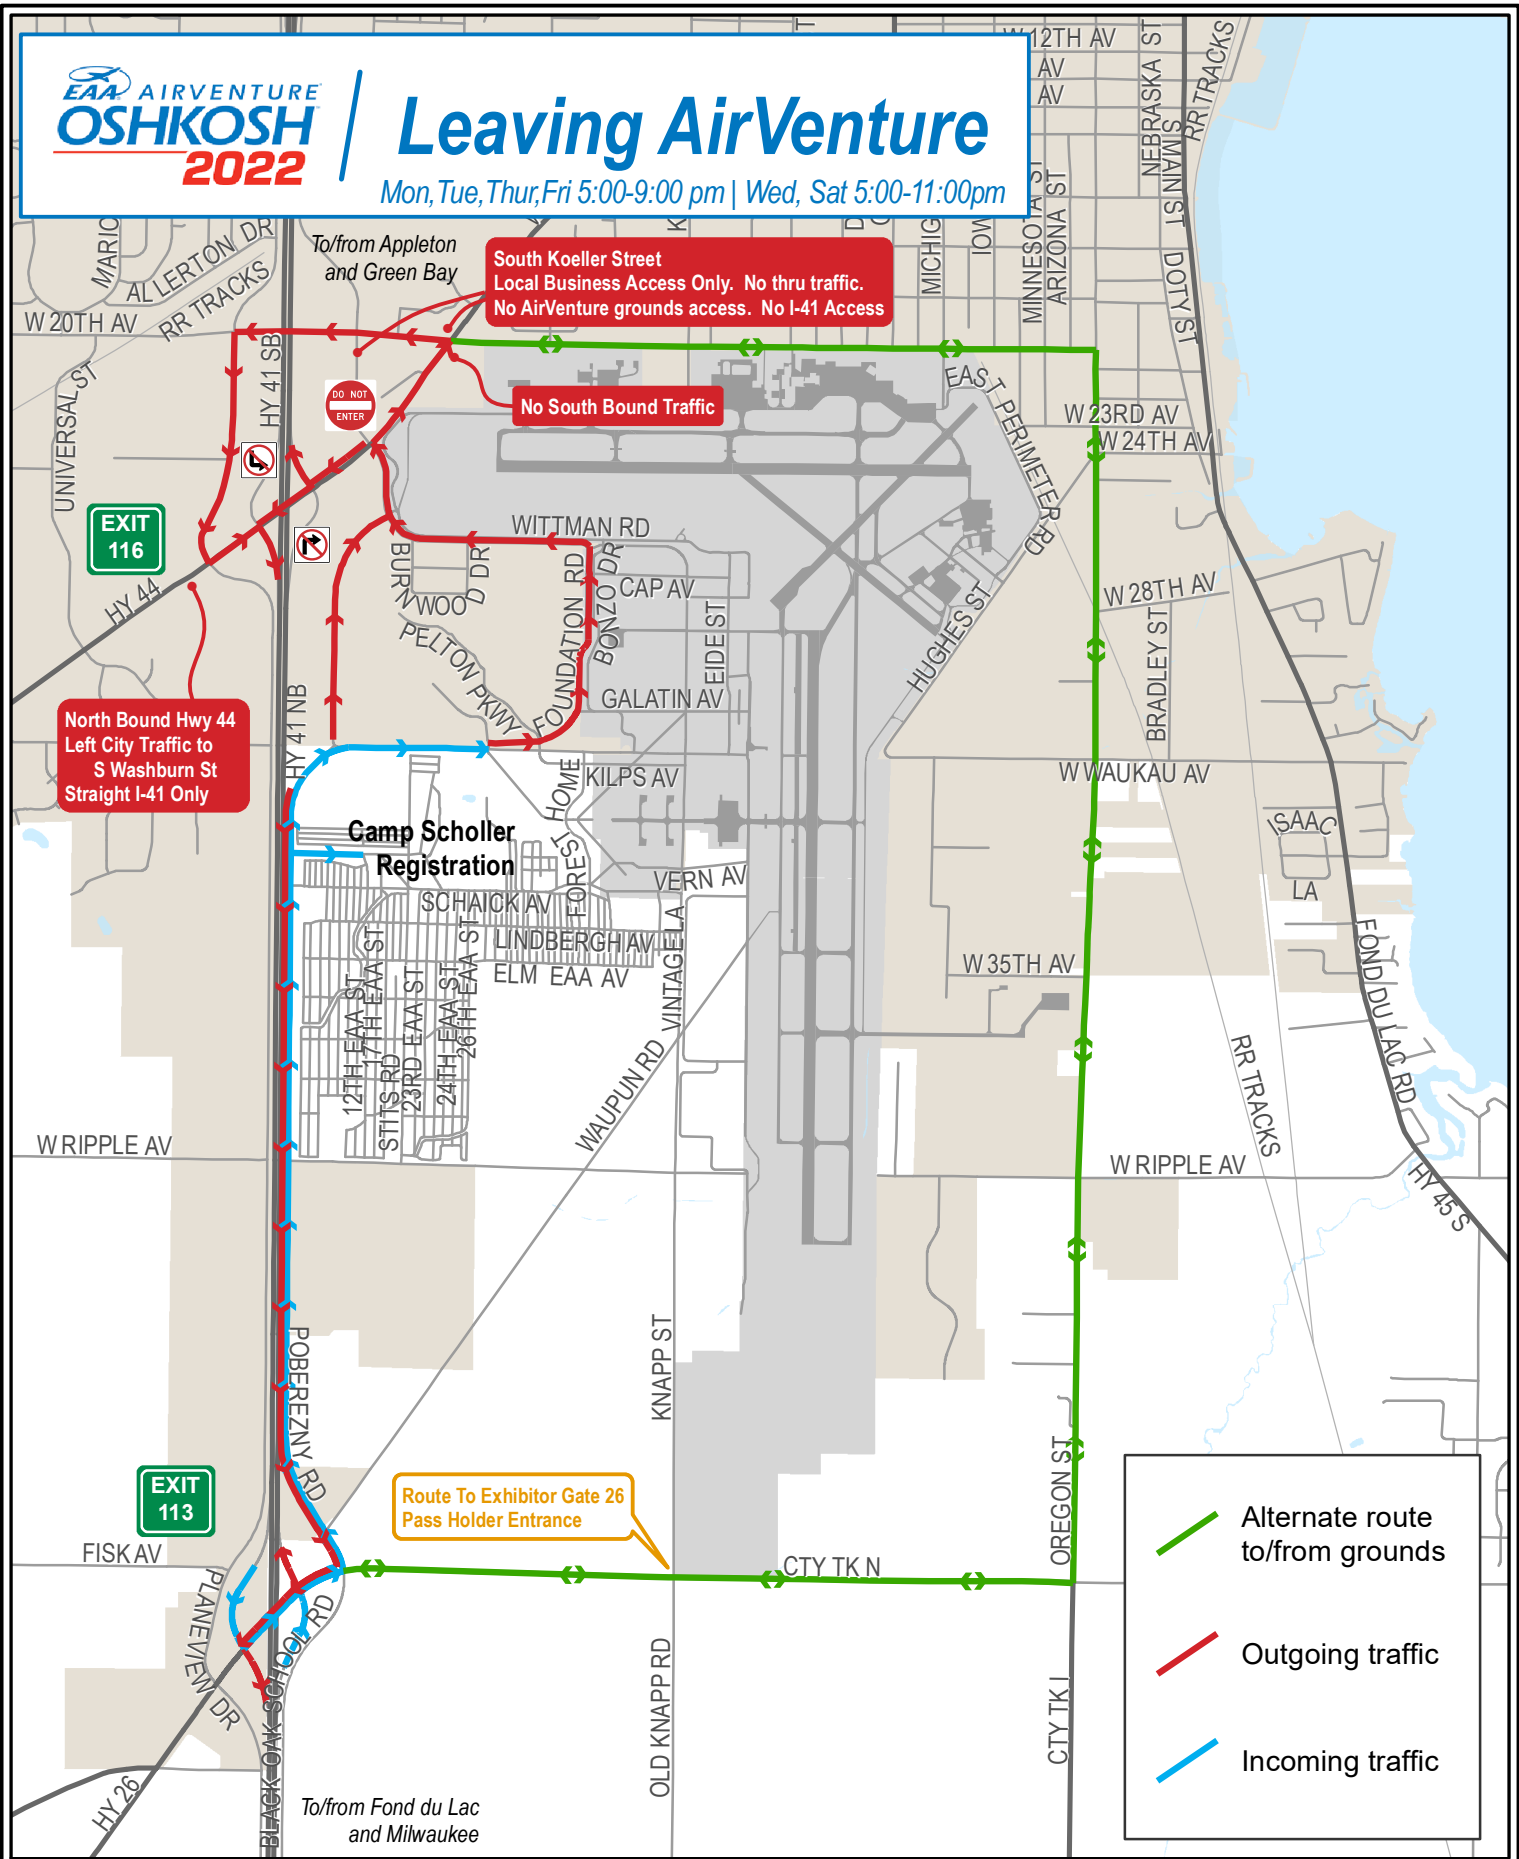 EAA AIRVENTURE
OSHKOSH
2022
Leaving AirVenture
Mon,Tue,Thur,Fri 5:00-9:00 pm | Wed, Sat 5:00-11:00pm
W 12TH AV
AV
AV
NEBRASKA ST
S MAIN ST
RR TRACKS
DOTY ST
MINNESOTA ST
ARIZONA ST
IOW
MICHIG
MARIC
ALLERTON DR
RR TRACKS
W 20TH AV
HY 41 SB
UNIVERSAL ST
To/from Appleton
and Green Bay
South Koeller Street
Local Business Access Only. No thru traffic.
No AirVenture grounds access. No I-41 Access
DO NOT
ENTER
No South Bound Traffic
EAST PERIMETER RD
W 23RD AV
W 24TH AV
EXIT
116
HY 44
WITTMAN RD
BURNWOOD DR
CAP AV
FOUNDATION RD
BONZO DR
EIDE ST
PELTON PKWY
GALATIN AV
HUGHES ST
W 28TH AV
BRADLEY ST
North Bound Hwy 44
Left City Traffic to
S Washburn St
Straight I-41 Only
HY 41 NB
KILPS AV
W WAUKAU AV
FOREST HOME
ISAAC
LA
Camp Scholler
Registration
VERN AV
SCHAICK AV
LINDBERGH AV
ELM EAA AV
12TH EAA ST
17TH EAA ST
STITS RD
23RD EAA ST
24TH EAA ST
26TH EAA ST
VINTAGE LA
WAUPUN RD
W 35TH AV
FOND DU LAC RD
RR TRACKS
W RIPPLE AV
W RIPPLE AV
HY 45 S
POBEREZNY RD
KNAPP ST
OREGON ST
EXIT
113
Route To Exhibitor Gate 26
Pass Holder Entrance
FISK AV
CTY TK N
PLANEVIEW DR
BLACK OAK SCHOOL RD
OLD KNAPP RD
CTY TK I
HY 26
To/from Fond du Lac
and Milwaukee
Alternate route
to/from grounds
Outgoing traffic
Incoming traffic